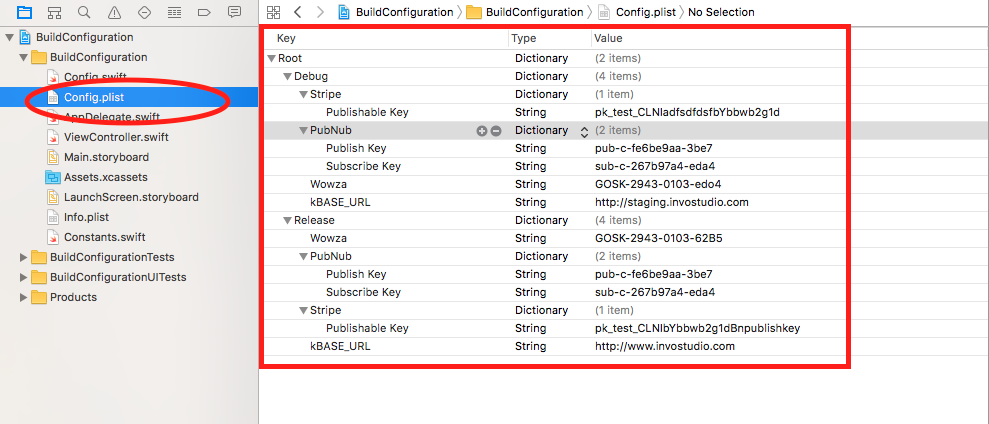 BuildConfiguration BuildConfiguration Config.plist No Selection
BuildConfiguration
BuildConfiguration
Config.swift
Config.plist
AppDelegate.swift
ViewController.swift
Main.storyboard
Assets.xcassets
LaunchScreen.storyboard
Info.plist
Constants.swift
BuildConfigurationTests
BuildConfigurationUITests
Products
Key Type Value
Root Dictionary (2 items)
Debug Dictionary (4 items)
Stripe Dictionary (1 item)
Publishable Key String pk_test_CLNIadfsdfdsfbYbbwb2g1d
PubNub Dictionary (2 items)
Publish Key String pub-c-fe6be9aa-3be7
Subscribe Key String sub-c-267b97a4-eda4
Wowza String GOSK-2943-0103-edo4
kBASE_URL String http://staging.invostudio.com
Release Dictionary (4 items)
Wowza String GOSK-2943-0103-62B5
PubNub Dictionary (2 items)
Publish Key String pub-c-fe6be9aa-3be7
Subscribe Key String sub-c-267b97a4-eda4
Stripe Dictionary (1 item)
Publishable Key String pk_test_CLNIbYbbwb2g1dBnpublishkey
kBASE_URL String http://www.invostudio.com